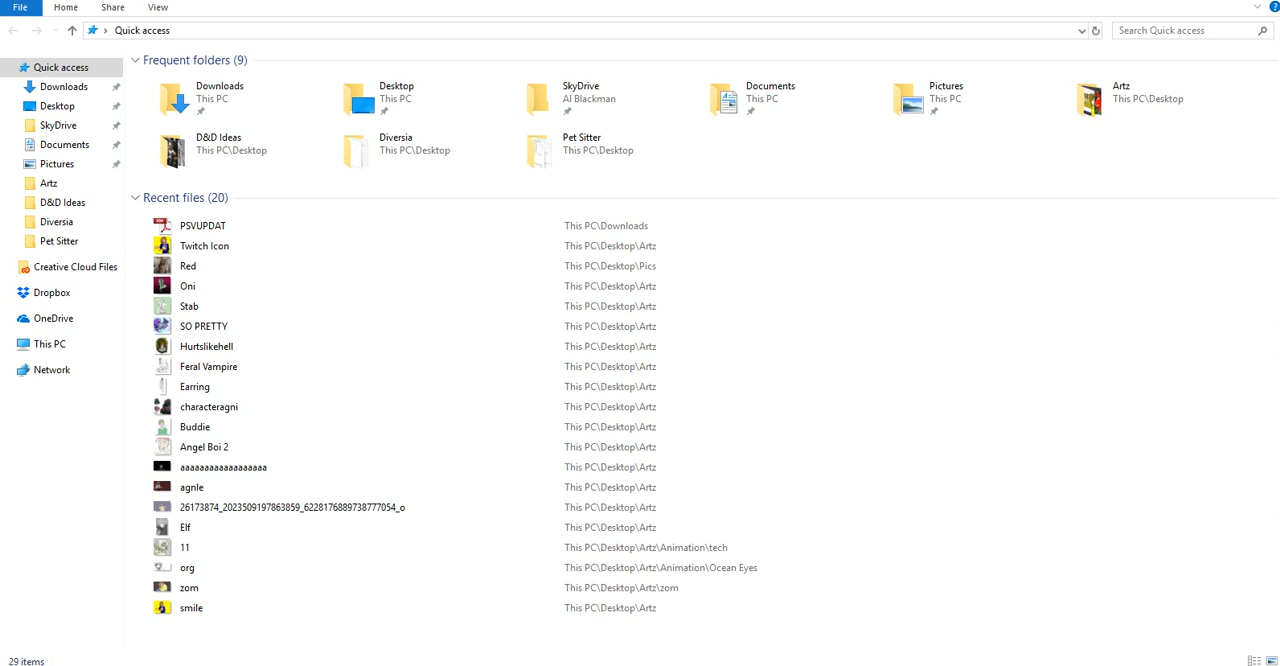 File Home Share View
Quick access
Search Quick access
Quick access
Downloads
Desktop
SkyDrive
Documents
Pictures
Artz
D&D Ideas
Diversia
Pet Sitter
Creative Cloud Files
Dropbox
OneDrive
This PC
Network
Frequent folders (9)
Downloads
This PC
Desktop
This PC
SkyDrive
Al Blackman
Documents
This PC
Pictures
This PC
Artz
This PC\Desktop
D&D Ideas
This PC\Desktop
Diversia
This PC\Desktop
Pet Sitter
This PC\Desktop
Recent files (20)
PSVUPDAT This PC\Downloads
Twitch Icon This PC\Desktop\Artz
Red This PC\Desktop\Pics
Oni This PC\Desktop\Artz
Stab This PC\Desktop\Artz
SO PRETTY This PC\Desktop\Artz
Hurtslikehell This PC\Desktop\Artz
Feral Vampire This PC\Desktop\Artz
Earring This PC\Desktop\Artz
characteragni This PC\Desktop\Artz
Buddie This PC\Desktop\Artz
Angel Boi 2 This PC\Desktop\Artz
aaaaaaaaaaaaaaaaaa This PC\Desktop\Artz
agnle This PC\Desktop\Artz
26173874_2023509197863859_6228176889738777054_o This PC\Desktop\Artz
Elf This PC\Desktop\Artz
11 This PC\Desktop\Artz\Animation\tech
org This PC\Desktop\Artz\Animation\Ocean Eyes
zom This PC\Desktop\Artz\zom
smile This PC\Desktop\Artz
29 items